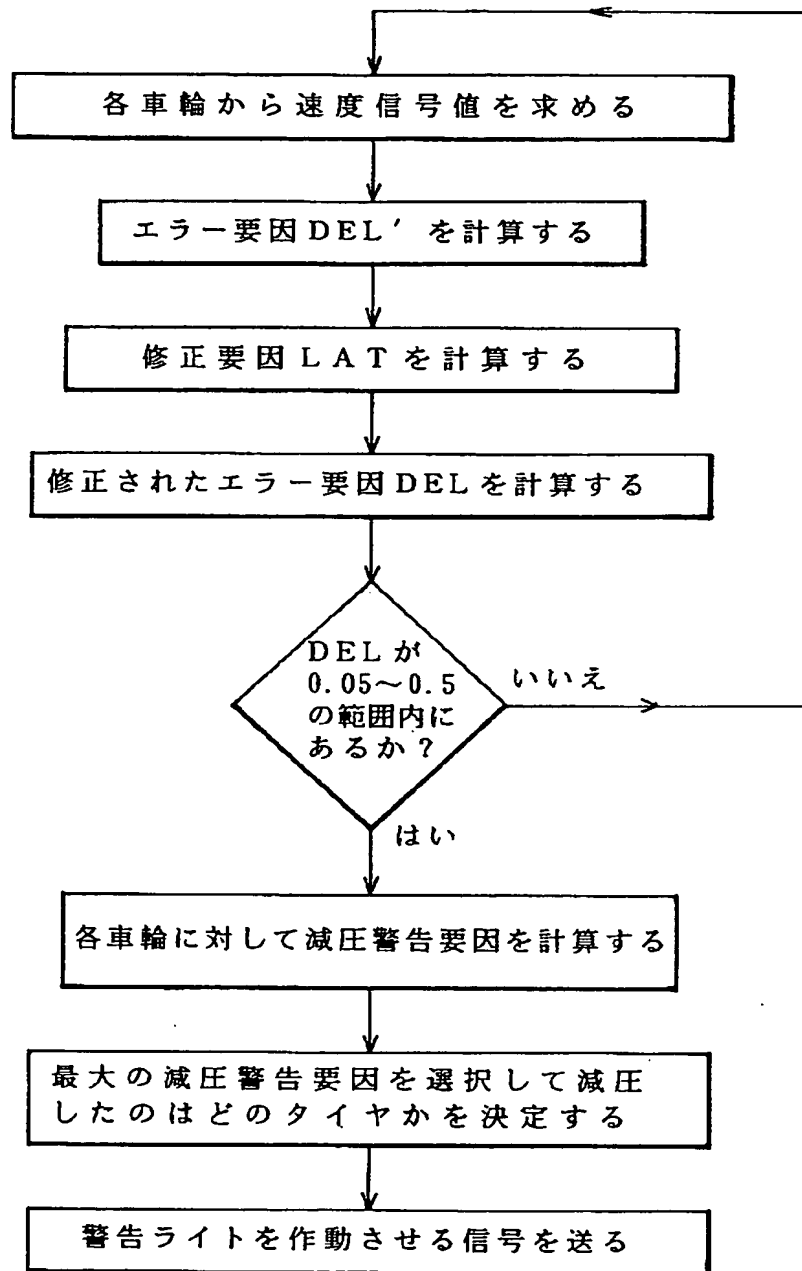 各車輪から速度信号値を求める
エラー要因DEL'を計算する
修正要因LATを計算する
修正されたエラー要因DELを計算する
DELが
0.05〜0.5
の範囲内に
あるか？
いいえ
はい
各車輪に対して減圧警告要因を計算する
最大の減圧警告要因を選択して減圧
したのはどのタイヤかを決定する
警告ライトを作動させる信号を送る